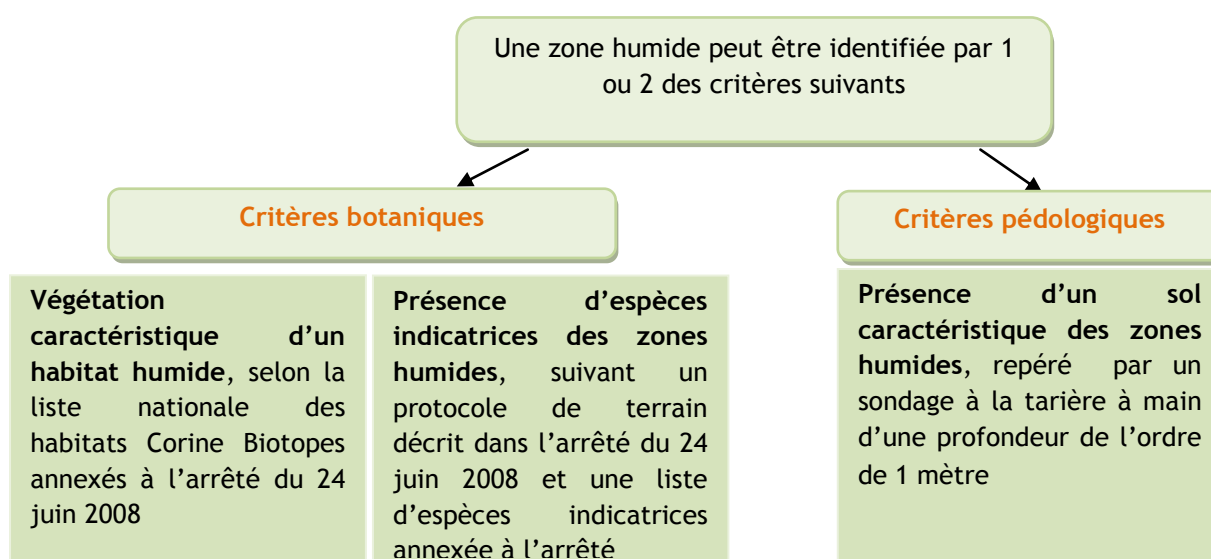 Une zone humide peut être identifiée par 1
ou 2 des critères suivants
Critères botaniques
Végétation
caractéristique d’un
habitat humide, selon la
liste nationale des
habitats Corine Biotopes
annexés à l’arrêté du 24
juin 2008
Présence d’espèces
indicatrices des zones
humides, suivant un
protocole de terrain
décrit dans l’arrêté du 24
juin 2008 et une liste
d’espèces indicatrices
annexée à l’arrêté
Critères pédologiques
Présence d’un sol
caractéristique des zones
humides, repéré par un
sondage à la tarière à main
d’une profondeur de l’ordre
de 1 mètre